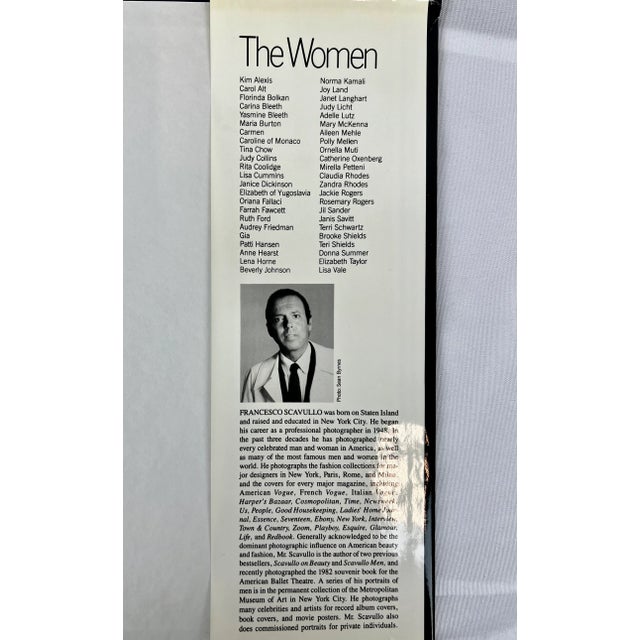 The Women
Kim Alexis
Carol Alt
Florinda Bolkan
Carina Bleeth
Yasmine Bleeth
Maria Burton
Carmen
Caroline of Monaco
Tina Chow
Judy Collins
Rita Coolidge
Lisa Cummins
Janice Dickinson
Elizabeth of Yugoslavia
Oriana Fallaci
Farrah Fawcett
Ruth Ford
Audrey Friedman
Gia
Patti Hansen
Anne Hearst
Lena Horne
Beverly Johnson
Norma Kamali
Joy Land
Janet Langhart
Judy Licht
Adelle Lutz
Mary McKenna
Aileen Mehle
Polly Mellen
Ornella Muti
Catherine Oxenberg
Mirella Petteni
Claudia Rhodes
Zandra Rhodes
Jackie Rogers
Rosemary Rogers
Jil Sander
Janis Savitt
Terri Schwartz
Brooke Shields
Teri Shields
Donna Summer
Elizabeth Taylor
Lisa Vale
Photo: Sean Byrnes
FRANCESCO SCAVULLO was born on Staten Island
and raised and educated in New York City. He began
his career as a professional photographer in 1948. In
the past three decades he has photographed nearly
every celebrated man and woman in America, as well
as many of the most famous men and women in the
world. He photographs the fashion collections for ma-
jor designers in New York, Paris, Rome, and Milan,
and the covers for every major magazine, including
American Vogue, French Vogue, Italian Vogue,
Harper's Bazaar, Cosmopolitan, Time, Newsweek,
Us, People, Good Housekeeping, Ladies' Home Jour-
nal, Essence, Seventeen, Ebony, New York, Interview,
Town & Country, Zoom, Playboy, Esquire, Glamour,
Life, and Redbook. Generally acknowledged to be the
dominant photographic influence on American beauty
and fashion, Mr. Scavullo is the author of two previous
bestsellers, Scavullo on Beauty and Scavullo Men, and
recently photographed the 1982 souvenir book for the
American Ballet Theatre. A series of his portraits of
men is in the permanent collection of the Metropolitan
Museum of Art in New York City. He photographs
many celebrities and artists for record album covers,
book covers, and movie posters. Mr. Scavullo also
does commissioned portraits for private individuals.